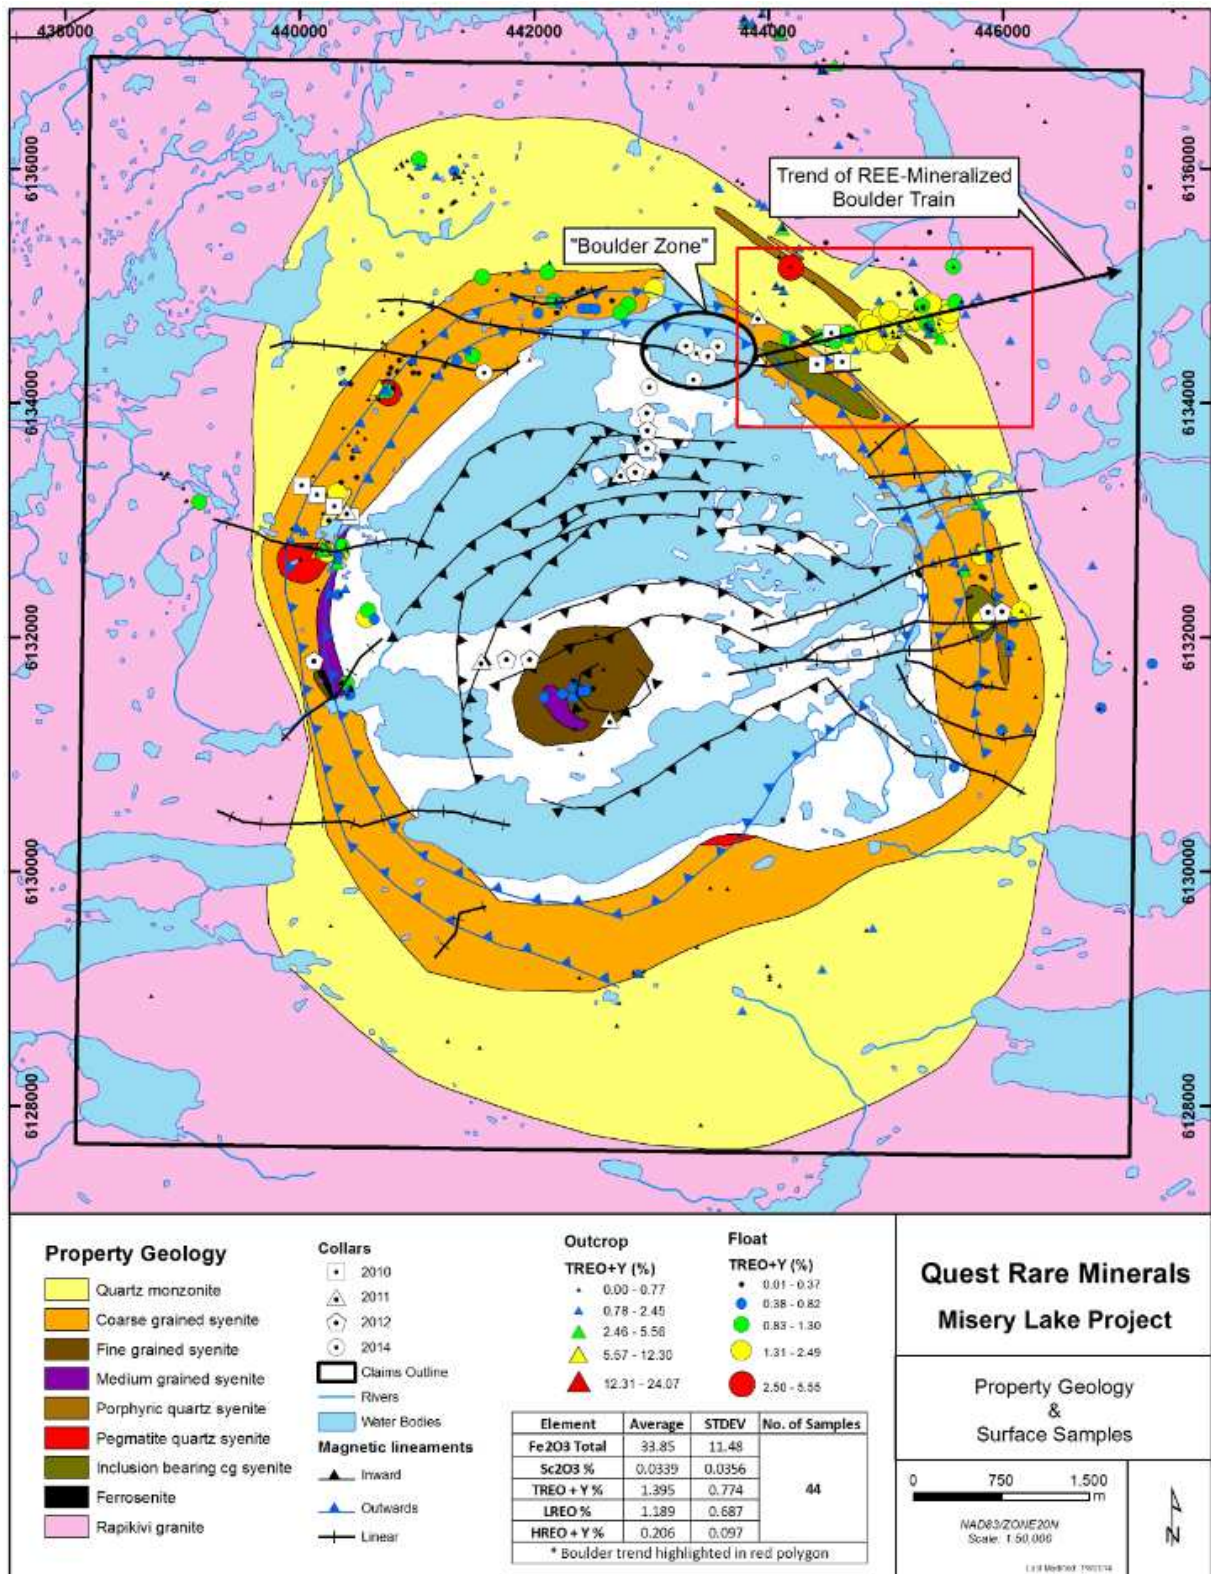 438000 440000 442000 444000 446000
6136000
6136000
Trend of REE-Mineralized
Boulder Train
"Boulder Zone"
6134000
6134000
6132000
6132000
6130000
6130000
6128000
6128000
Property Geology
Quartz monzonite
Coarse grained syenite
Fine grained syenite
Medium grained syenite
Porphyric quartz syenite
Pegmatite quartz syenite
Inclusion bearing cg syenite
Ferrosenite
Rapikivi granite
Collars
2010
2011
2012
2014
Claims Outline
Rivers
Water Bodies
Magnetic lineaments
Inward
Outwards
Linear
Outcrop
TREO+Y (%)
0.00 - 0.77
0.78 - 2.45
2.46 - 5.56
5.57 - 12.30
12.31 - 24.07
Float
TREO+Y (%)
0.01 - 0.37
0.38 - 0.82
0.83 - 1.30
1.31 - 2.49
2.50 - 5.55
Element Average STDEV No. of Samples
Fe2O3 Total 33.85 11.48
Sc2O3 % 0.0339 0.0356
TREO + Y % 1.395 0.774 44
LREO % 1.189 0.687
HREO + Y % 0.206 0.097
* Boulder trend highlighted in red polygon
Quest Rare Minerals
Misery Lake Project
Property Geology
&
Surface Samples
0 750 1.500
m
NAD83/ZONE20N
Scale: 1:50,000
Last Modified:
N